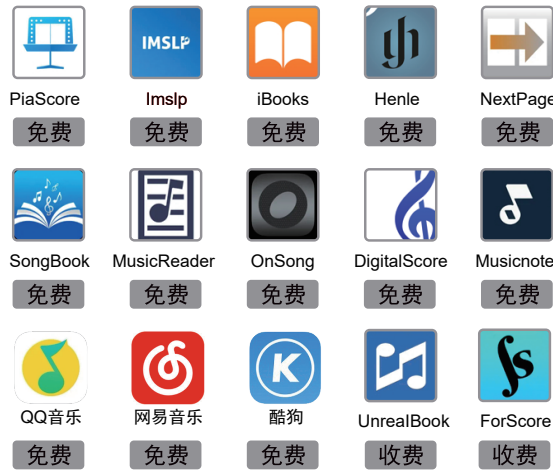 IMSLP
PiaScore Imslp iBooks Henle NextPage
免费 免费 免费 免费 免费
SongBook MusicReader OnSong DigitalScore Musicnote
免费 免费 免费 免费 免费
K
QQ音乐 网易音乐 酷狗 UnrealBook ForScore
免费 免费 免费 收费 收费